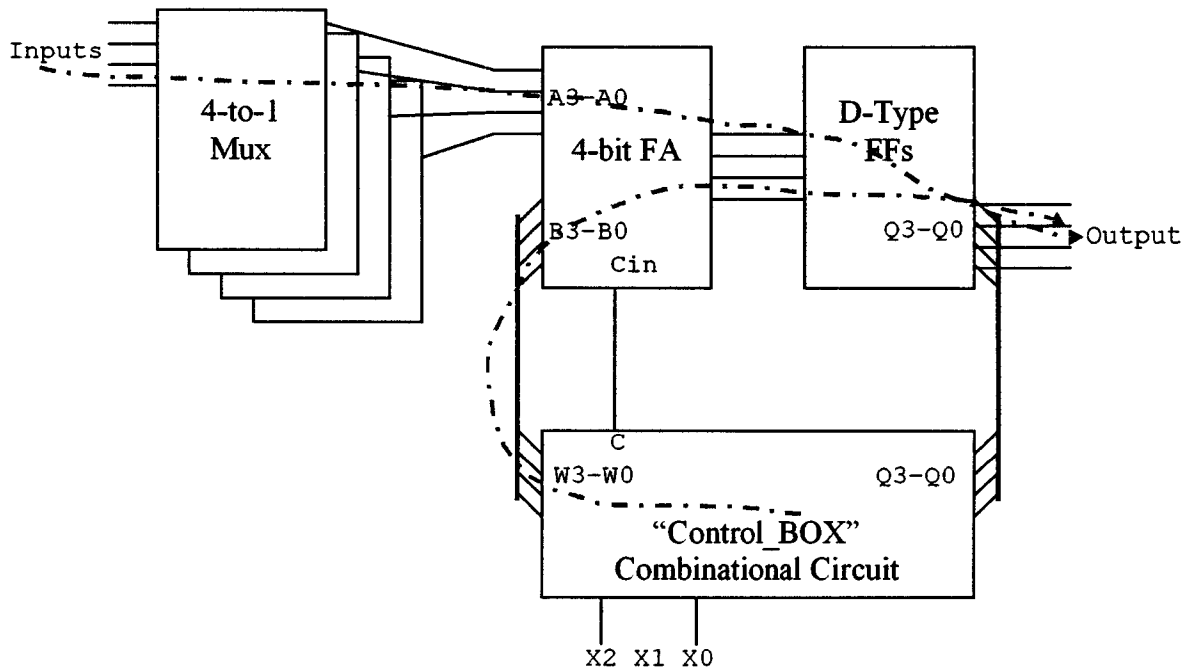 Inputs
4-to-1
Mux
A3-A0
4-bit FA
B3-B0
Cin
D-Type
FFs
Q3-Q0
Output
C
W3-W0
Q3-Q0
“Control_BOX”
Combinational Circuit
X2 X1 X0